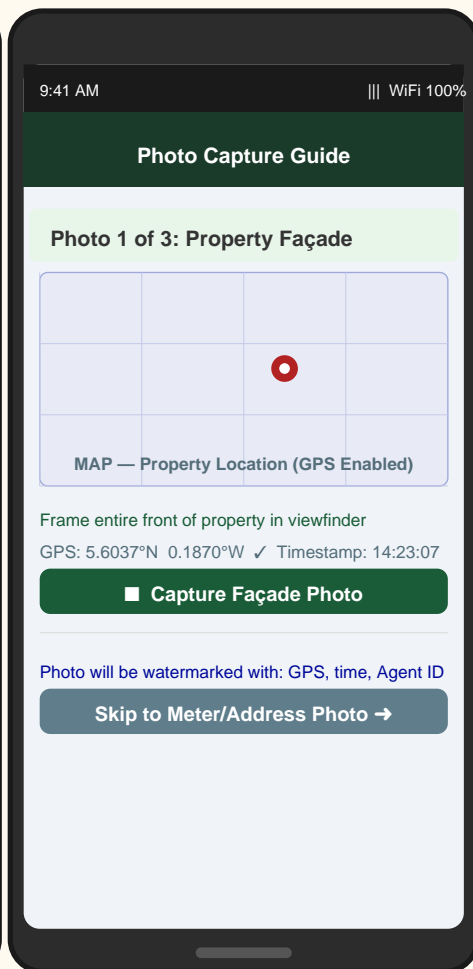 9:41 AM ||| WiFi 100%
Photo Capture Guide
Photo 1 of 3: Property Façade
MAP — Property Location (GPS Enabled)
Frame entire front of property in viewfinder
GPS: 5.6037°N 0.1870°W ✓ Timestamp: 14:23:07
■ Capture Façade Photo
Photo will be watermarked with: GPS, time, Agent ID
Skip to Meter/Address Photo ➜